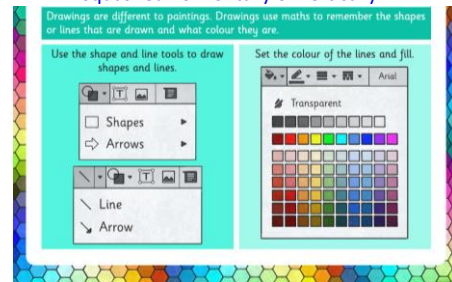 Drawings are different to paintings. Drawings use maths to remember the shapes
or lines that are drawn and what colour they are.
Use the shape and line tools to draw
shapes and lines.
Shapes
Arrows
Line
Arrow
Set the colour of the lines and fill.
Arial
Transparent